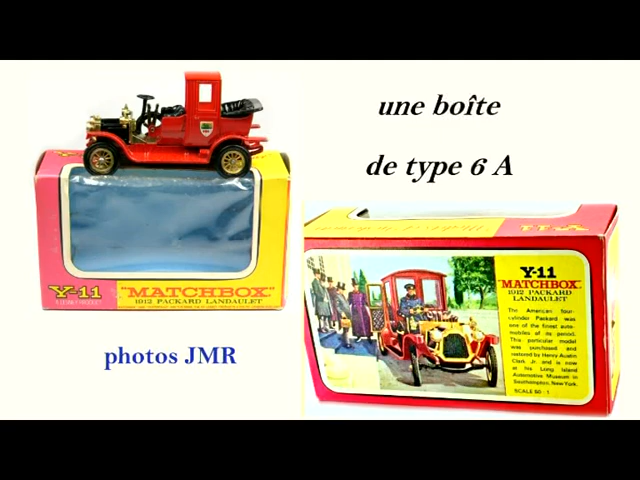 une boîte
de type 6 A
Y-11
"MATCHBOX"
1912 PACKARD LANDAULET
photos JMR
Y-11
Y-11
"MATCHBOX"
1912 PACKARD
LANDAULET
The American four-
cylinder Packard was
one of the finest auto-
mobiles of its period.
This particular model
was purchased and
restored by Henry Austin
Clark Jr. and is now
at his Long Island
Automotive Museum in
Southampton, New York.
SCALE 50 : 1